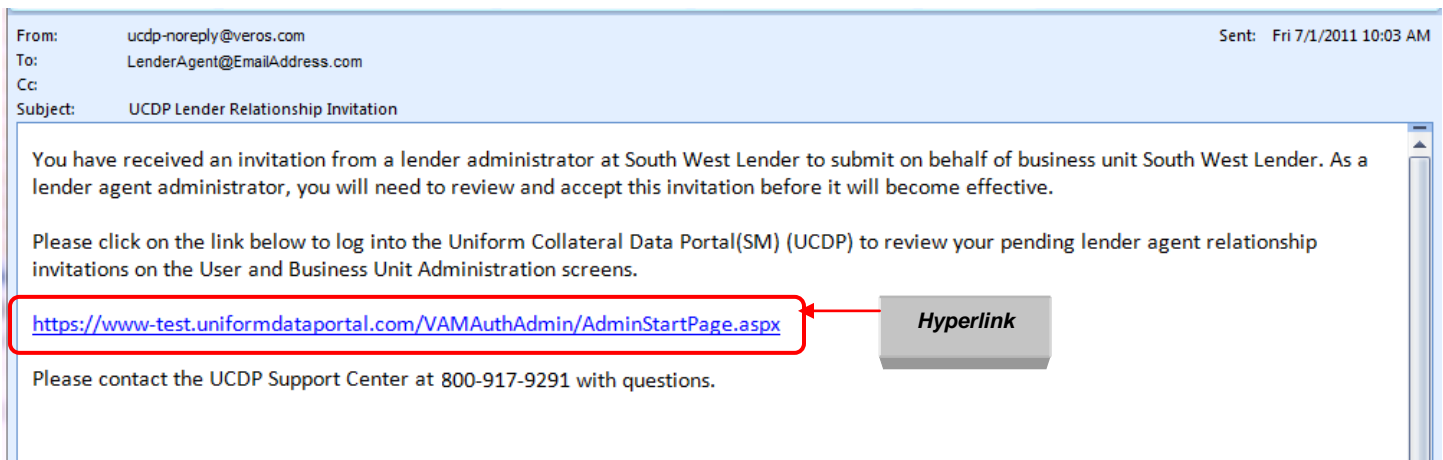 From: ucdp-noreply@veros.com Sent: Fri 7/1/2011 10:03 AM
To: LenderAgent@EmailAddress.com
Cc:
Subject: UCDP Lender Relationship Invitation
You have received an invitation from a lender administrator at South West Lender to submit on behalf of business unit South West Lender. As a
lender agent administrator, you will need to review and accept this invitation before it will become effective.
Please click on the link below to log into the Uniform Collateral Data Portal(SM) (UCDP) to review your pending lender agent relationship
invitations on the User and Business Unit Administration screens.
https://www-test.uniformdataportal.com/VAMAuthAdmin/AdminStartPage.aspx
Hyperlink
Please contact the UCDP Support Center at 800-917-9291 with questions.